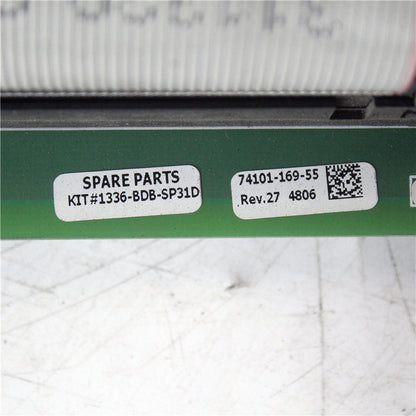 SPARE PARTS
KIT#1336-BDB-SP31D
74101-169-55
Rev.27 4806